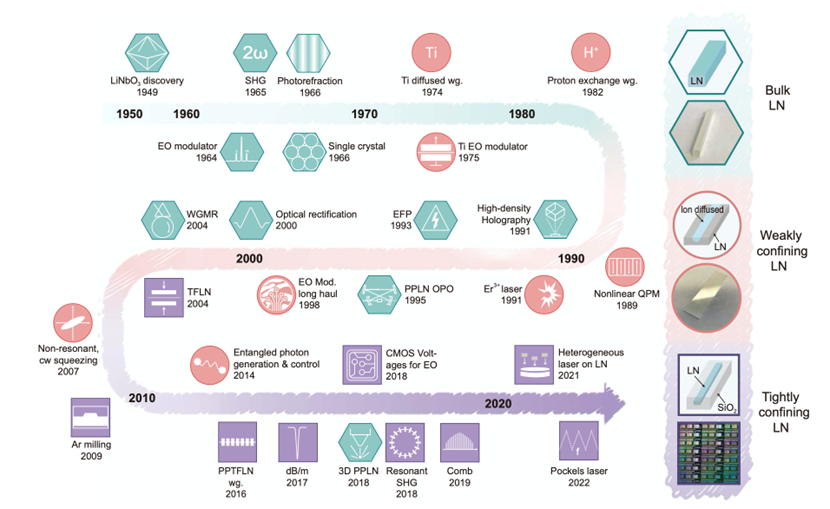 Ti
H⁺
2ω
LiNbO₃ discovery
1949
SHG
1965
Photorefraction
1966
Ti diffused wg.
1974
Proton exchange wg.
1982
LN
Bulk
LN
1950
1960
1970
1980
EO modulator
1964
Single crystal
1966
Ti EO modulator
1975
WGMR
2004
Optical rectification
2000
EFP
1993
High-density
Holography
1991
Ion diffused
LN
Weakly
confining
LN
2000
1990
TFLN
2004
EO Mod.
long haul
1998
PPLN OPO
1995
Er³⁺ laser
1991
Nonlinear QPM
1989
Non-resonant,
cw squeezing
2007
Entangled photon
generation & control
2014
CMOS Volt-
ages for EO
2018
Heterogeneous
laser on LN
2021
LN
SiO₂
Tightly
confining
LN
2010
2020
Ar milling
2009
PPTFLN
wg.
2016
dB/m
2017
3D PPLN
2018
Resonant
SHG
2018
Comb
2019
f
Pockels laser
2022